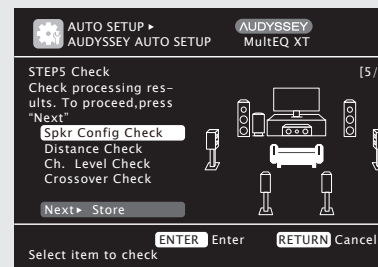 AUTO SETUP ▸
AUDYSSEY AUTO SETUP
AUDYSSEY
MultEQ XT
STEP5 Check
[5/
Check processing res-
ults. To proceed,press
“Next”
Spkr Config Check
Distance Check
Ch. Level Check
Crossover Check
Next▸ Store
ENTER Enter
RETURN Cancel
Select item to check